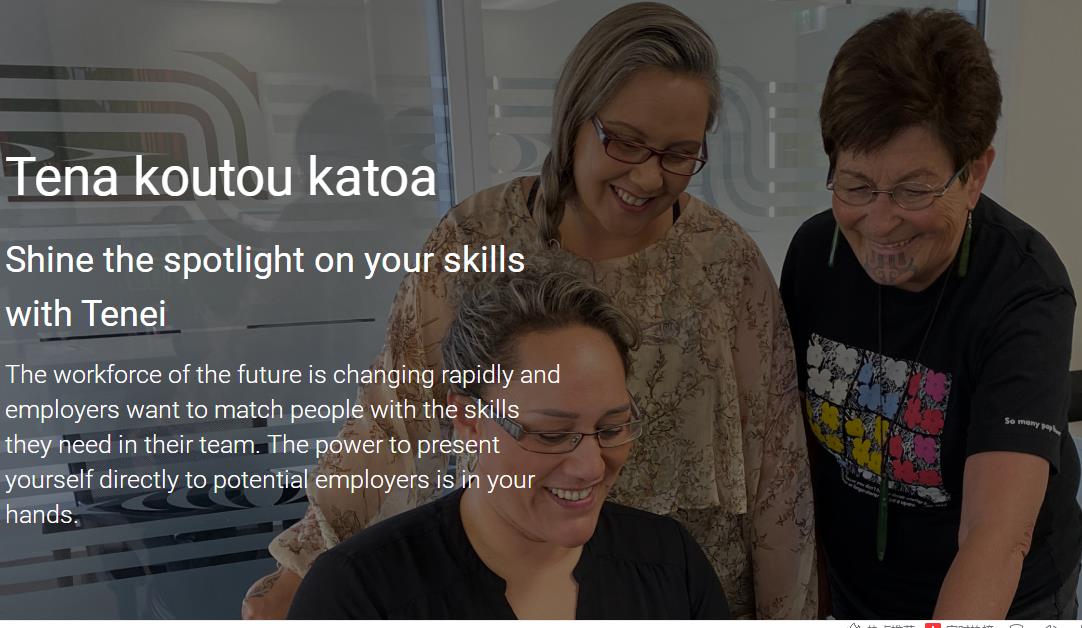 Tena koutou katoa
Shine the spotlight on your skills
with Tenei
The workforce of the future is changing rapidly and
employers want to match people with the skills
they need in their team. The power to present
yourself directly to potential employers is in your
hands.
So many pop